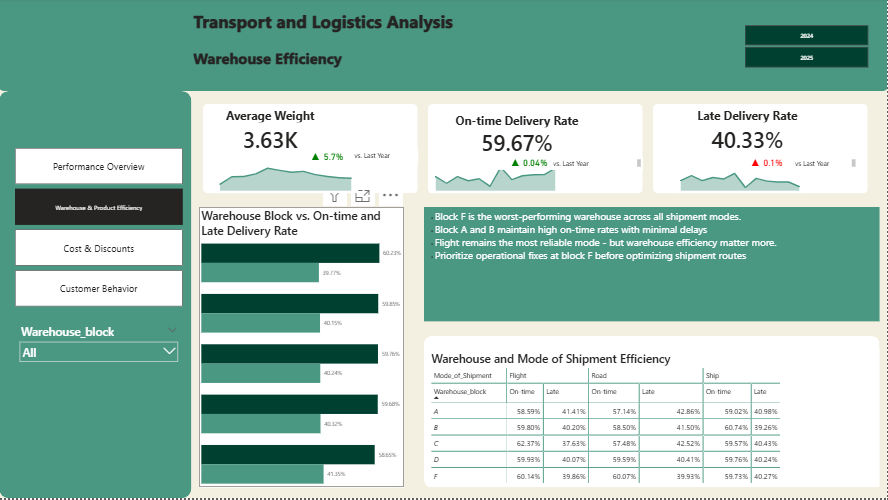 Transport and Logistics Analysis
Warehouse Efficiency
2024
2025
Performance Overview
Warehouse & Product Efficiency
Cost & Discounts
Customer Behavior
Warehouse_block
All
Average Weight
3.63K
▲ 5.7% vs. Last Year
On-time Delivery Rate
59.67%
▲ 0.04% vs. Last Year
Late Delivery Rate
40.33%
▲ 0.1% vs Last Year
Warehouse Block vs. On-time and
Late Delivery Rate
60.23%
39.77%
59.85%
40.15%
59.76%
40.24%
59.68%
40.32%
58.65%
41.35%
Block F is the worst-performing warehouse across all shipment modes.
Block A and B maintain high on-time rates with minimal delays
Flight remains the most reliable mode – but warehouse efficiency matter more.
Prioritize operational fixes at block F before optimizing shipment routes
Warehouse and Mode of Shipment Efficiency
Mode_of_Shipment Flight Road Ship
Warehouse_block On-time Late On-time Late On-time Late
A 58.59% 41.41% 57.14% 42.86% 59.02% 40.98%
B 59.80% 40.20% 58.50% 41.50% 60.74% 39.26%
C 62.37% 37.63% 57.48% 42.52% 59.57% 40.43%
D 59.93% 40.07% 59.59% 40.41% 59.76% 40.24%
F 60.14% 39.86% 60.07% 39.93% 59.73% 40.27%